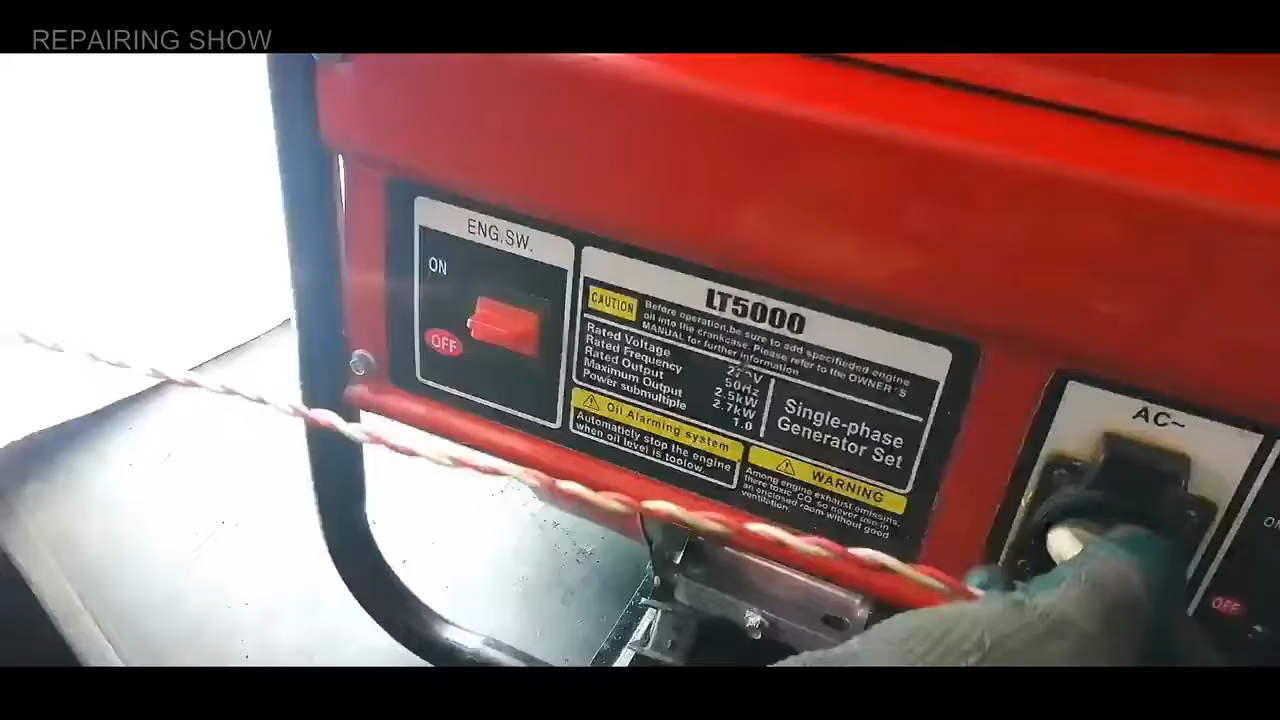 REPAIRING SHOW
ENG.SW.
ON
OFF
LT5000
CAUTION
Before operation,be sure to add specifieded engine
oil into the crankcase. Please refer to the OWNER'S
MANUAL for further information
Rated Voltage
Rated Frequency 50Hz
Rated Output 2.5kW
Maximum Output 2.7kW
Power submultiple 1.0
Single-phase
Generator Set
Oil Alarming system
Automaticly stop the engine
when oil level is toolow.
WARNING
Among engine exhaust emissins,
there toxic CO, so never use in
an enclosed room without good
ventilation.
AC~
OFF